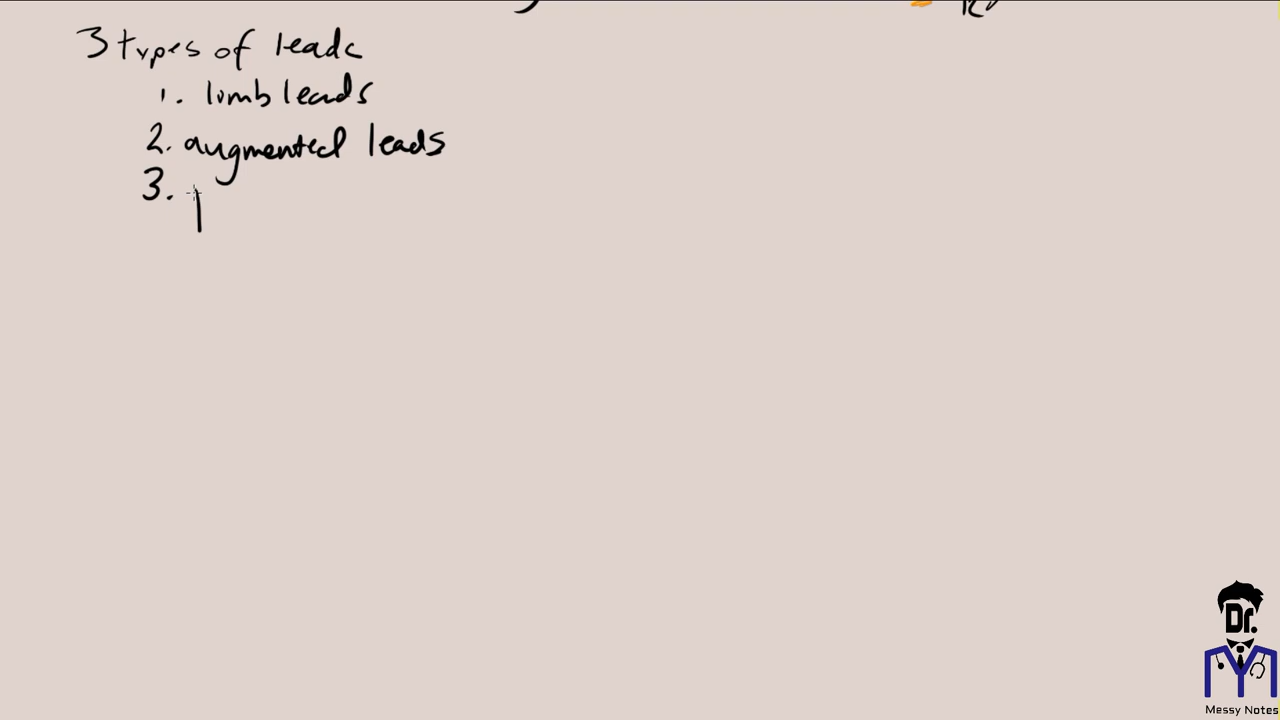 3 types of leads
1. limb leads
2. augmented leads
3.
Dr.
Messy Notes